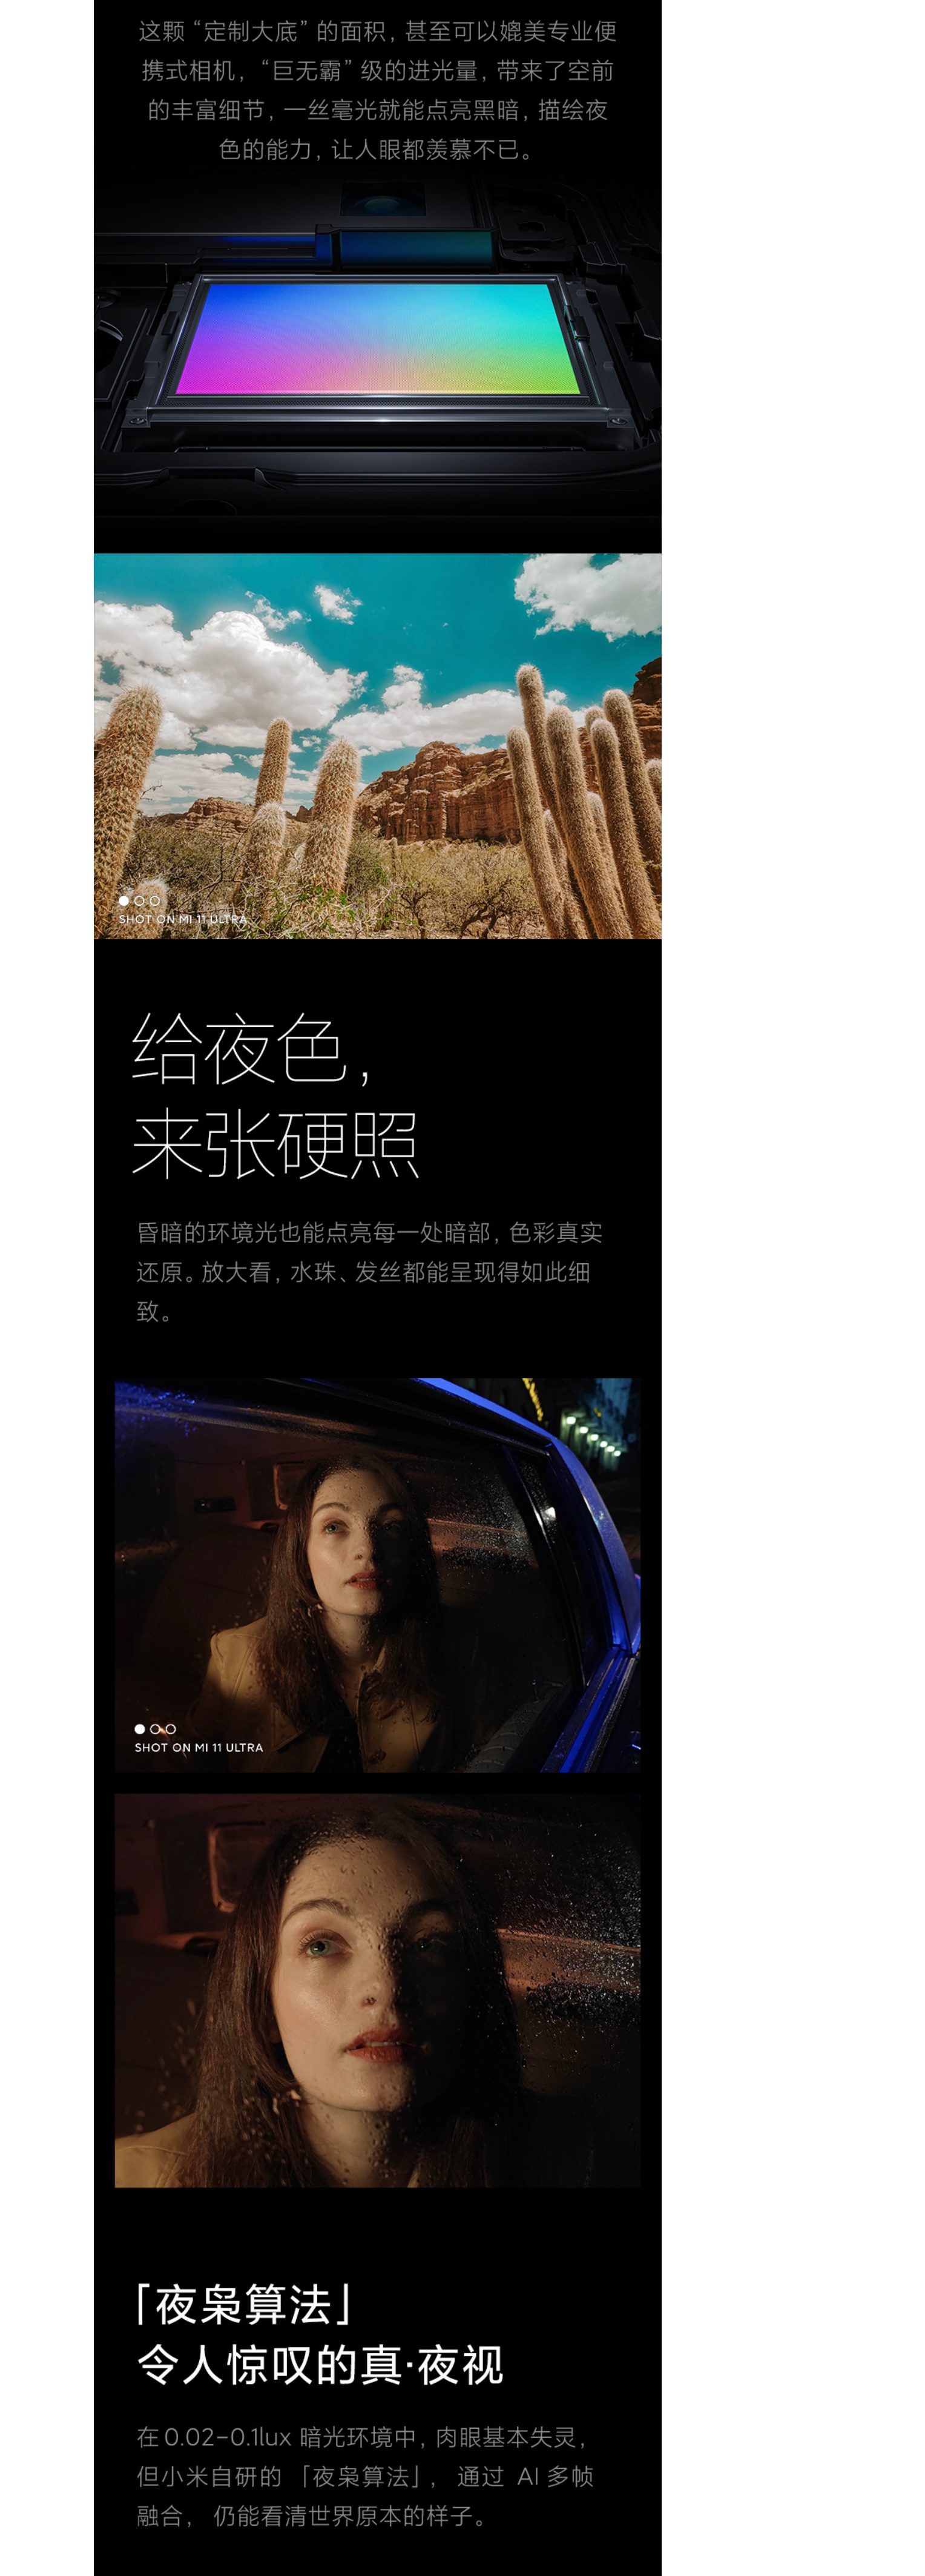 这颗“定制大底”的面积，甚至可以媲美专业便
携式相机，“巨无霸”级的进光量，带来了空前
的丰富细节，一丝毫光就能点亮黑暗，描绘夜
色的能力，让人眼都羡慕不已。
SHOT ON MI 11 ULTRA
给夜色，
来张硬照
昏暗的环境光也能点亮每一处暗部，色彩真实
还原。放大看，水珠、发丝都能呈现得如此细
致。
SHOT ON MI 11 ULTRA
「夜枭算法」
令人惊叹的真·夜视
在0.02-0.1lux 暗光环境中，肉眼基本失灵，
但小米自研的 「夜枭算法」， 通过 AI 多帧
融合， 仍能看清世界原本的样子。